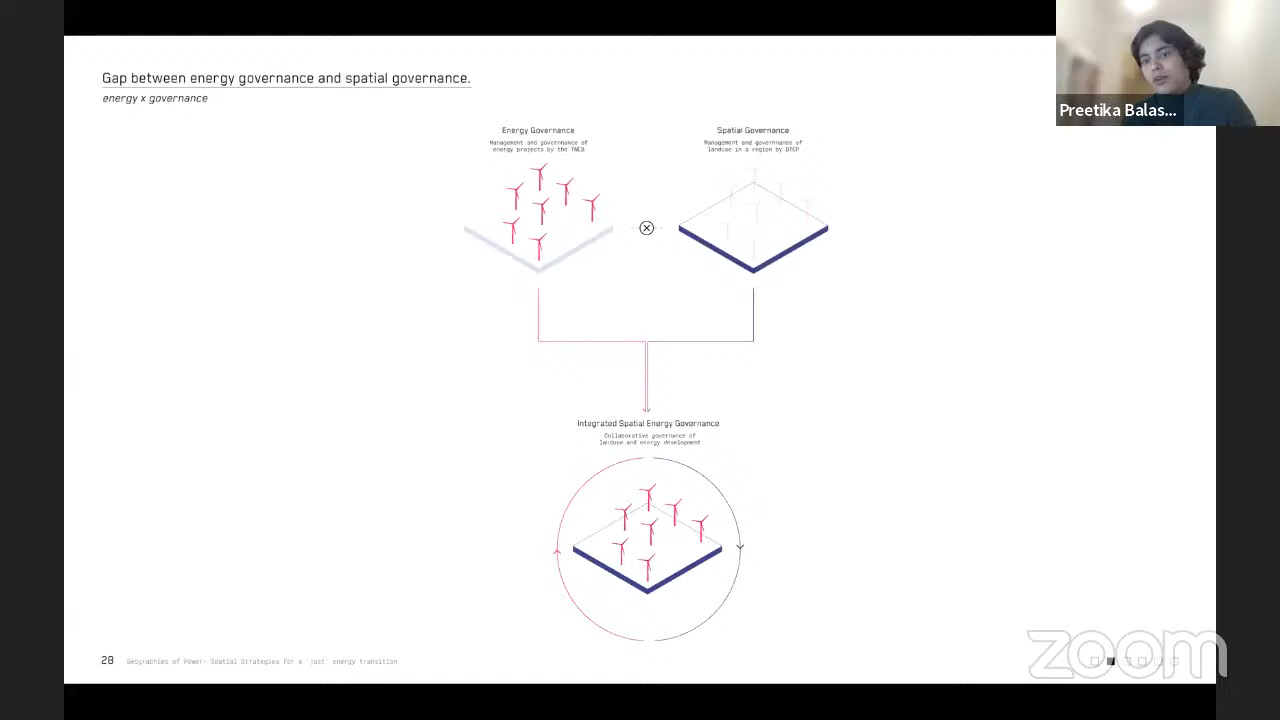 Gap between energy governance and spatial governance.
energy x governance
Preetika Balas...
Energy Governance
Management and governance of
energy projects by the TNEB
Spatial Governance
Management and governance of
landuse in a region by DTCP
Integrated Spatial Energy Governance
Collaborative governance of
landuse and energy development
28 Geographies of Power- Spatial Strategies for a 'just' energy transition
zoom